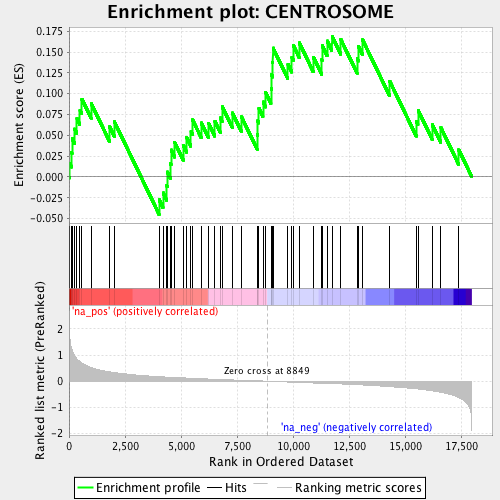 Enrichment plot: CENTROSOME
Enrichment score (ES)
0.175
0.150
0.125
0.100
0.075
0.050
0.025
0.000
-0.025
-0.050
'na_pos' (positively correlated)
Ranked list metric (PreRanked)
2
1
0
-1
-2
Zero cross at 8849
'na_neg' (negatively correlated)
0
2,500
5,000
7,500
10,000
12,500
15,000
17,500
Rank in Ordered Dataset
Enrichment profile
Hits
Ranking metric scores